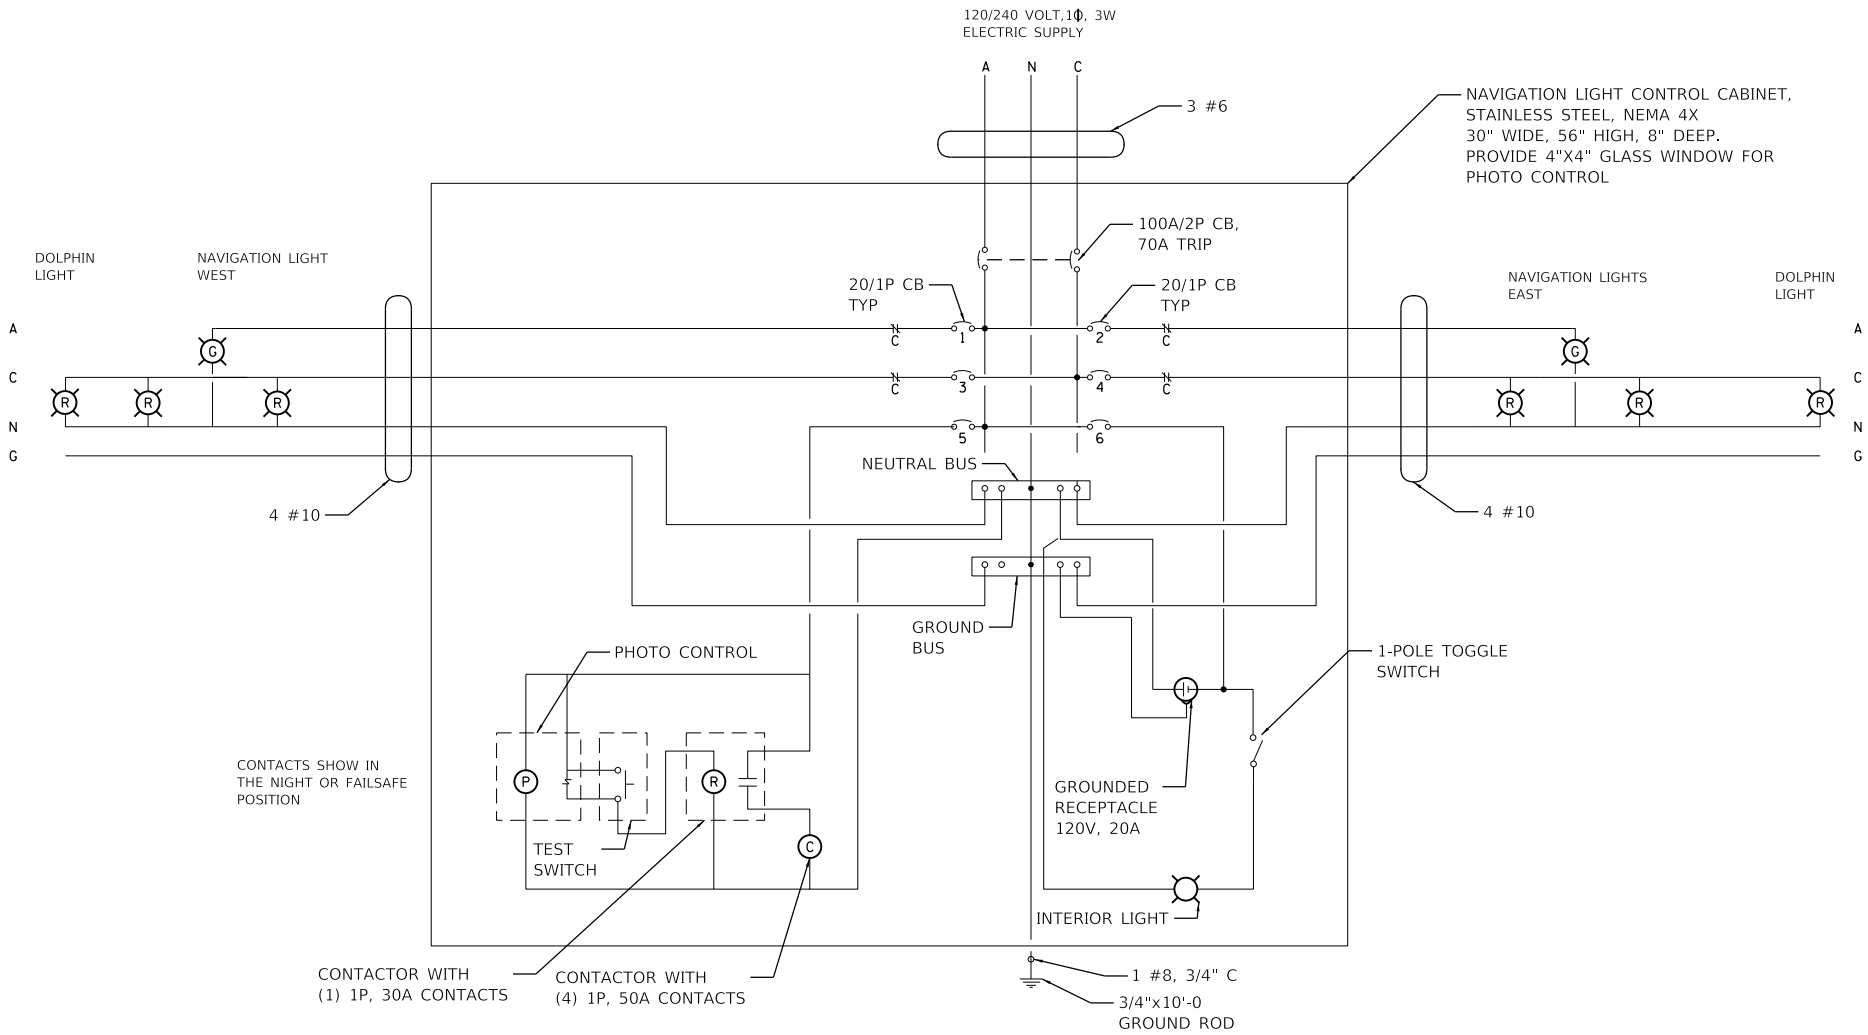 120/240 VOLT,1Φ, 3W
ELECTRIC SUPPLY
A N C
3 #6
NAVIGATION LIGHT CONTROL CABINET,
STAINLESS STEEL, NEMA 4X
30" WIDE, 56" HIGH, 8" DEEP.
PROVIDE 4"X4" GLASS WINDOW FOR
PHOTO CONTROL
100A/2P CB,
70A TRIP
DOLPHIN
LIGHT
NAVIGATION LIGHT
WEST
20/1P CB
TYP
20/1P CB
TYP
NAVIGATION LIGHTS
EAST
DOLPHIN
LIGHT
A
C
1
2
C
A
G
G
C
C
3
4
C
C
R
R
R
R
R
R
N
5
6
N
G
G
NEUTRAL BUS
4 #10
4 #10
GROUND
BUS
PHOTO CONTROL
1-POLE TOGGLE
SWITCH
CONTACTS SHOW IN
THE NIGHT OR FAILSAFE
POSITION
P
R
GROUNDED
RECEPTACLE
120V, 20A
TEST
SWITCH
C
INTERIOR LIGHT
CONTACTOR WITH
(1) 1P, 30A CONTACTS
CONTACTOR WITH
(4) 1P, 50A CONTACTS
1 #8, 3/4" C
3/4"x10'-0
GROUND ROD